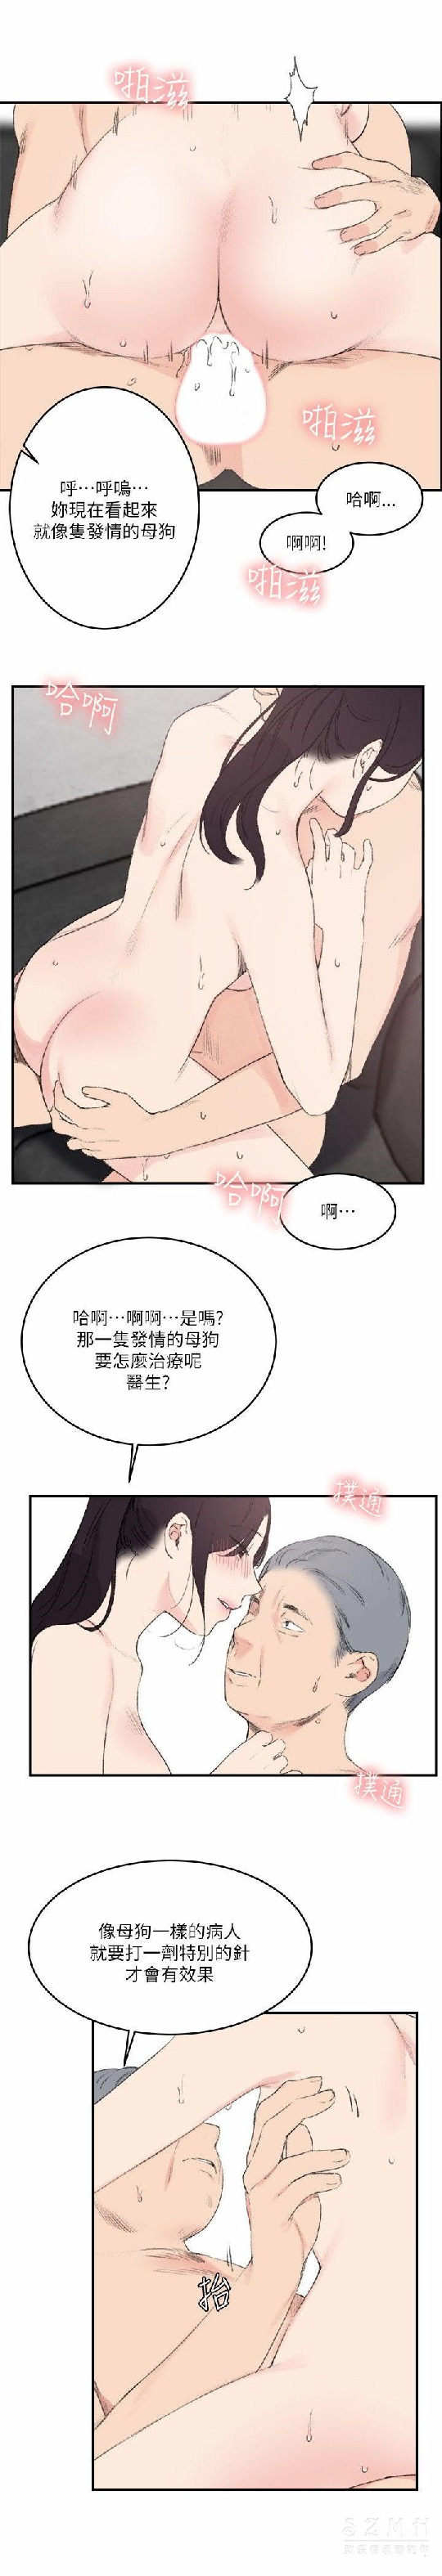 啪滋
啪滋
呼⋯呼嗚⋯
妳現在看起來
就像隻發情的母狗
哈啊...
啊啊!
啪滋
哈啊
哈啊
啊⋯
哈啊⋯啊啊⋯是嗎?
那一隻發情的母狗
要怎麼治療呢
醫生?
撲通
撲通
像母狗一樣的病人
就要打一劑特別的針
才會有效果
抬
SZMH